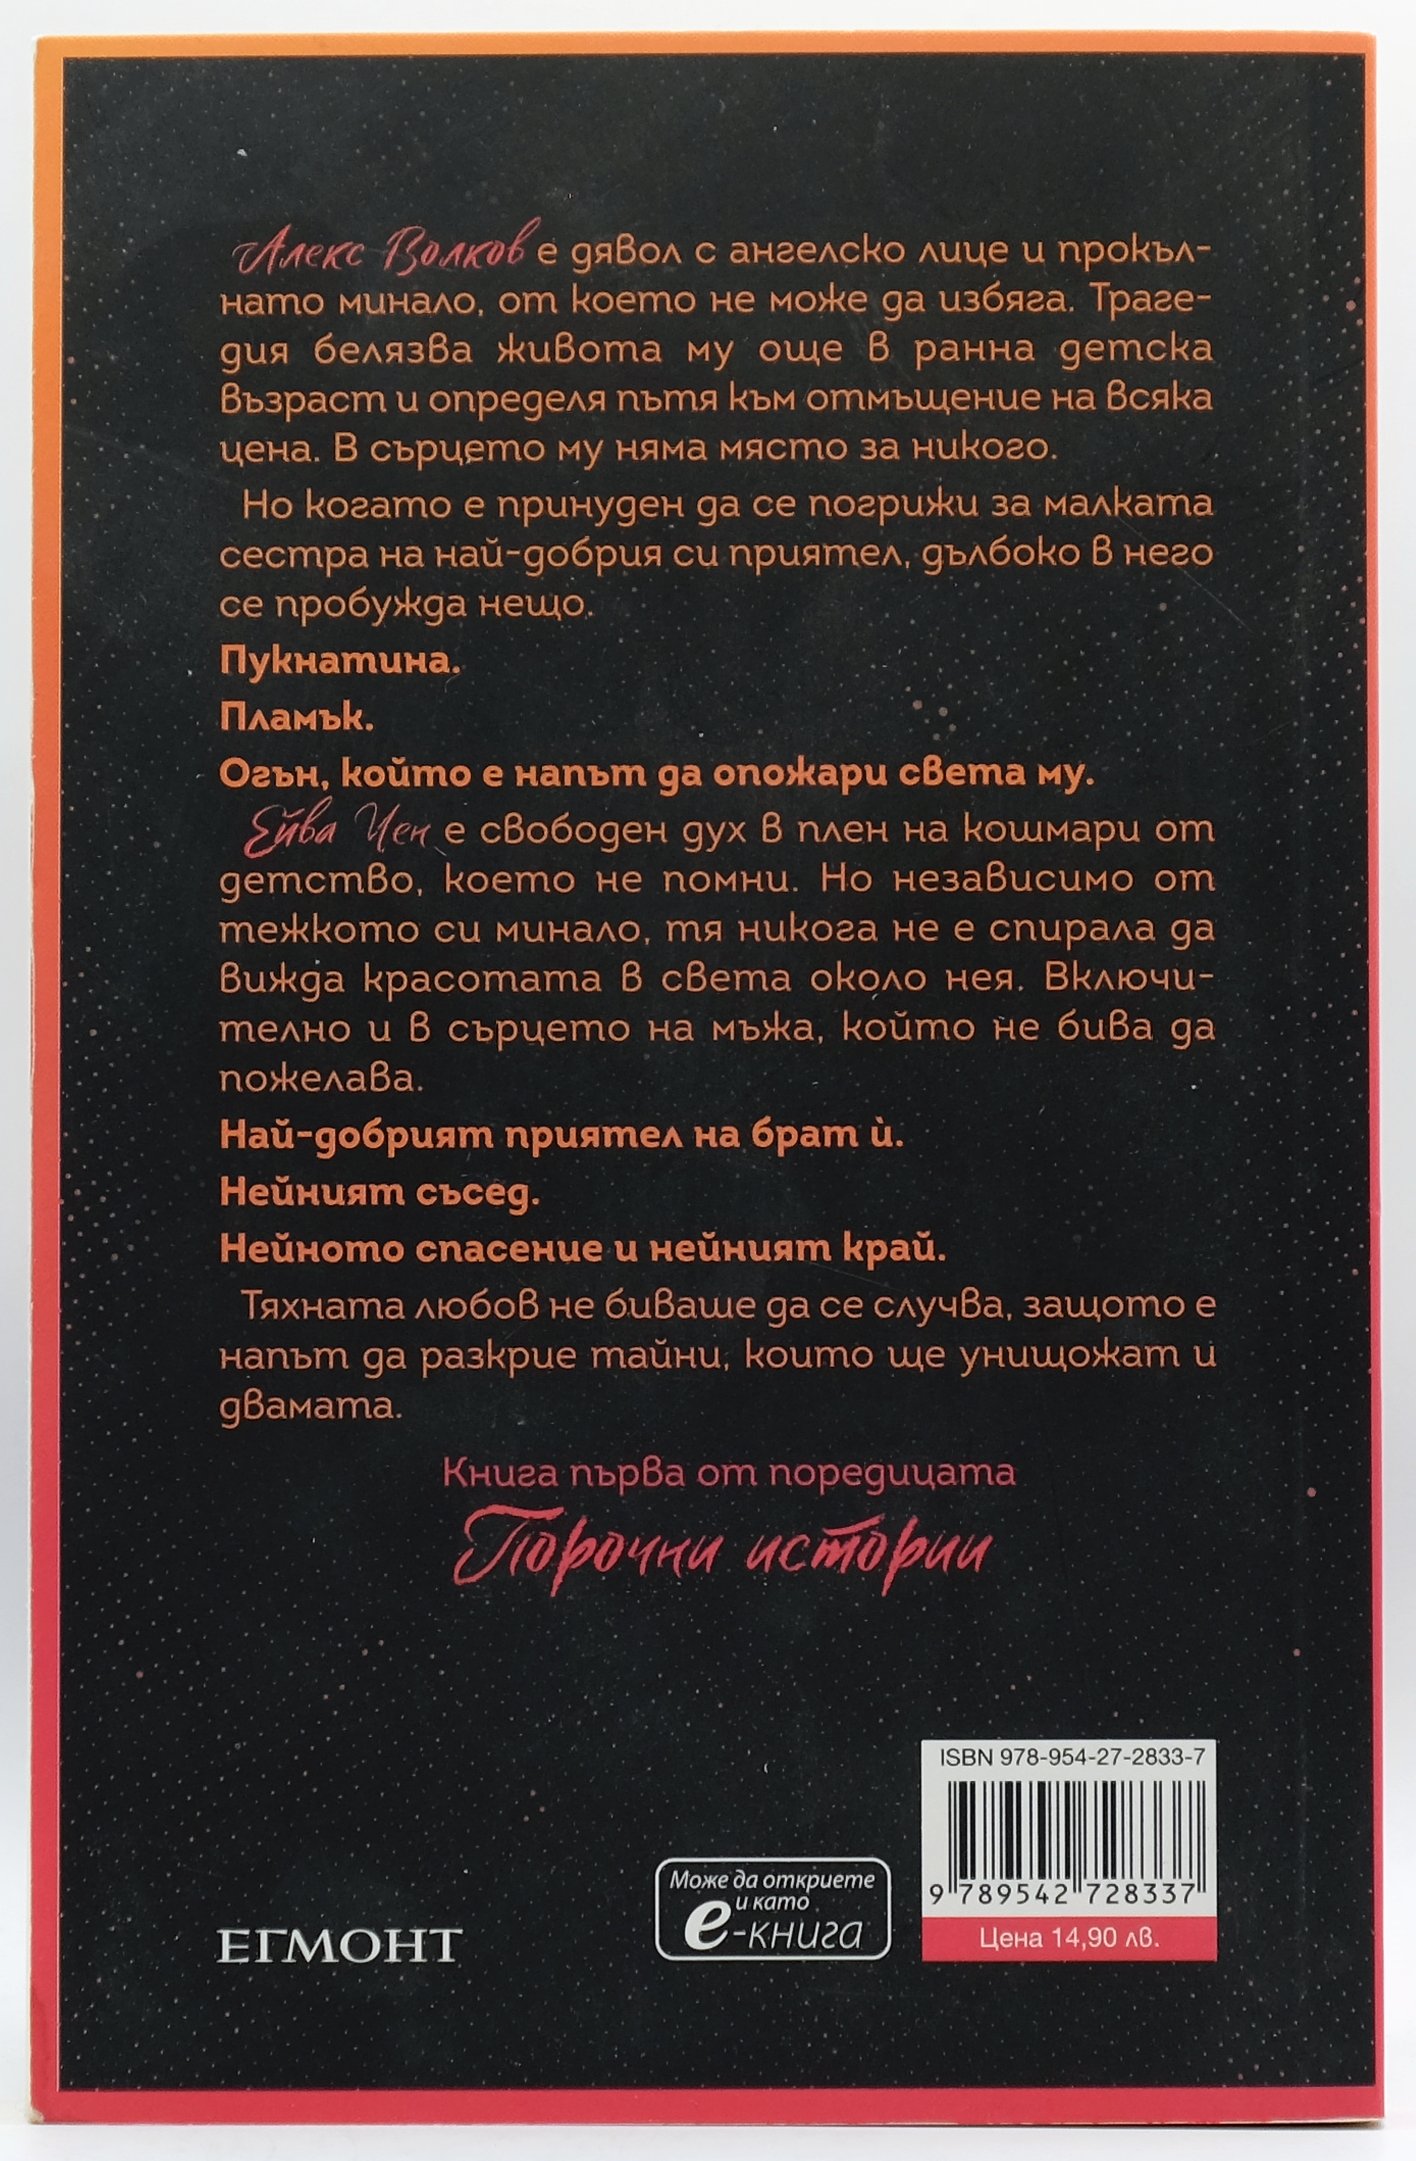 Алекс Волков е дявол с ангелско лице и прокъл-
нато минало, от което не може да избяга. Траге-
дия белязва живота му още в ранна детска
възраст и определя пътя към отмъщение на всяка
цена. В сърцето му няма място за никого.
Но когато е принуден да се погрижи за малката
сестра на най-добрия си приятел, дълбоко в него
се пробужда нещо.
Пукнатина.
Пламък.
Огън, който е напът да опожари света му.
Ейва Чен е свободен дух в плен на кошмари от
детство, което не помни. Но независимо от
тежкото си минало, тя никога не е спирала да
вижда красотата в света около нея. Включи-
телно и в сърцето на мъжа, който не бива да
пожелава.
Най-добрият приятел на брат ѝ.
Нейният съсед.
Нейното спасение и нейният край.
Тяхната любов не биваше да се случва, защото е
напът да разкрие тайни, които ще унищожат и
двамата.
Книга първа от поредицата
Порочни истории
ISBN 978-954-27-2833-7
9 789542 728337
Цена 14,90 лв.
Може да откриете
и като
е-книга
ЕГМОНТ